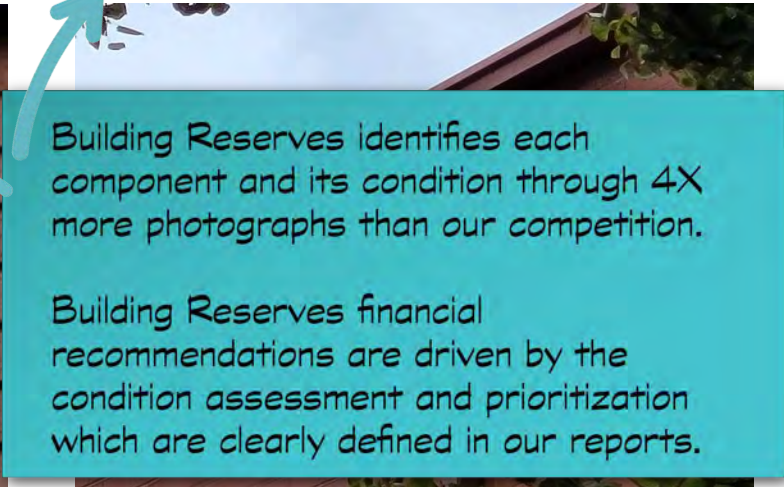 Building Reserves identifies each
component and its condition through 4X
more photographs than our competition.
Building Reserves financial
recommendations are driven by the
condition assessment and prioritization
which are clearly defined in our reports.